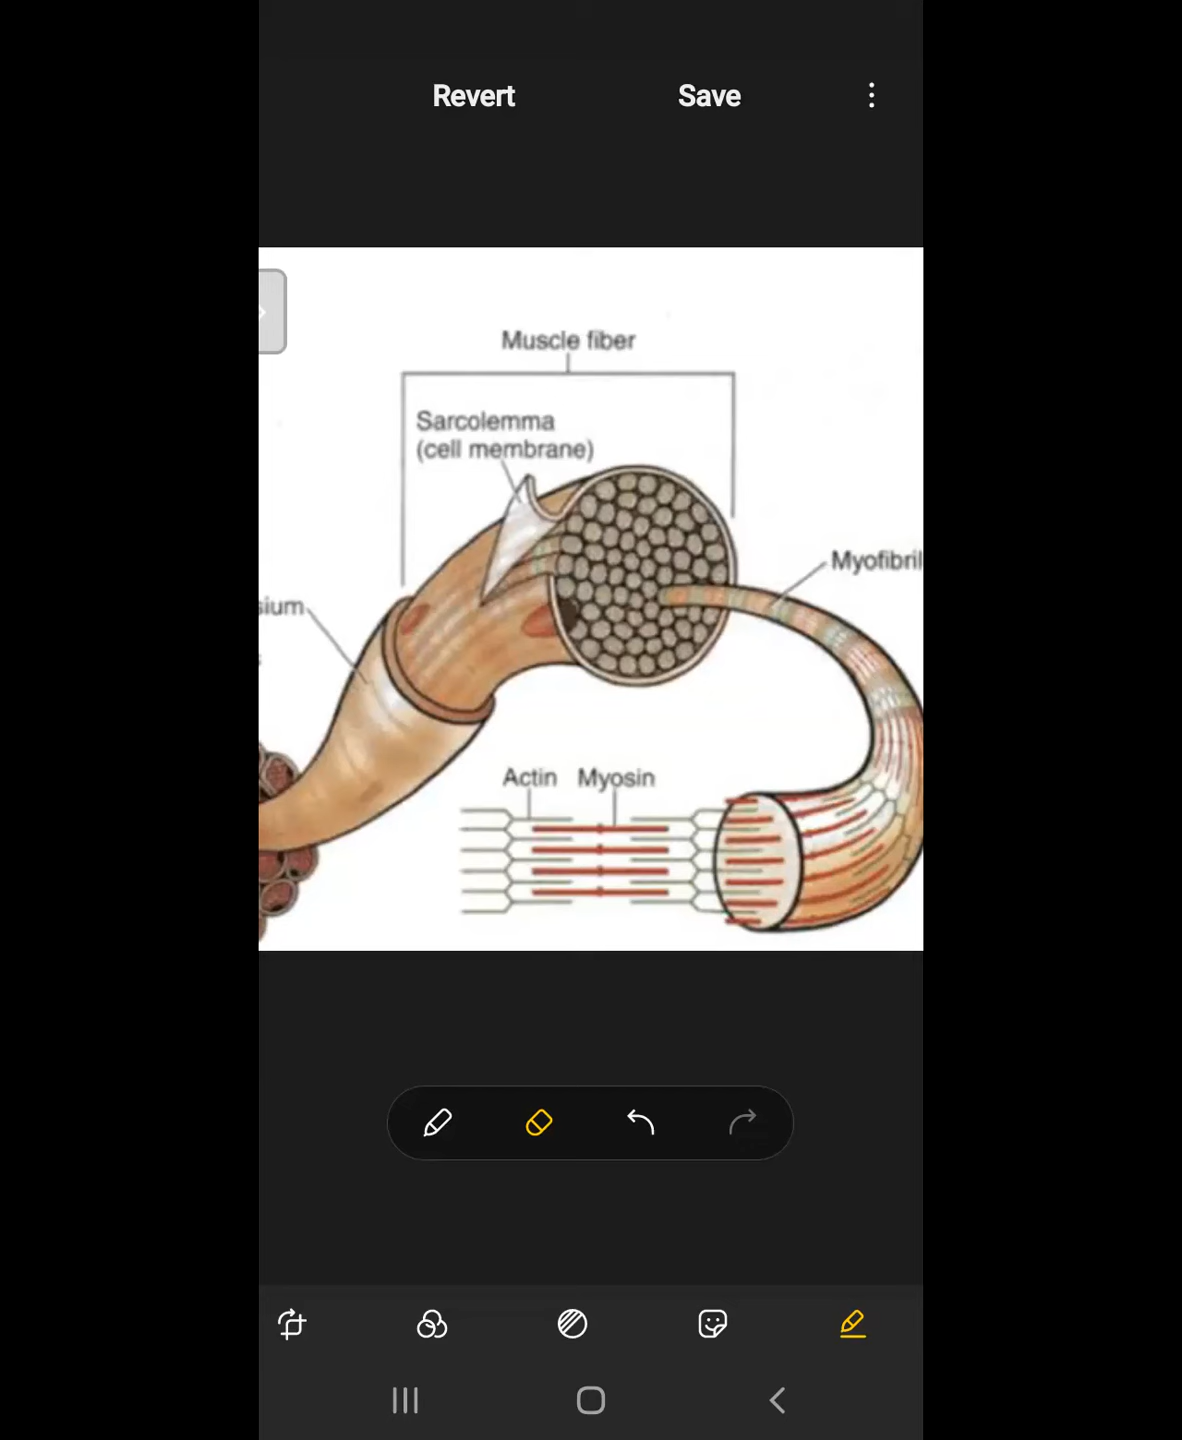 Revert Save
Muscle fiber
Sarcolemma
(cell membrane)
Myofibril
sium
Actin Myosin